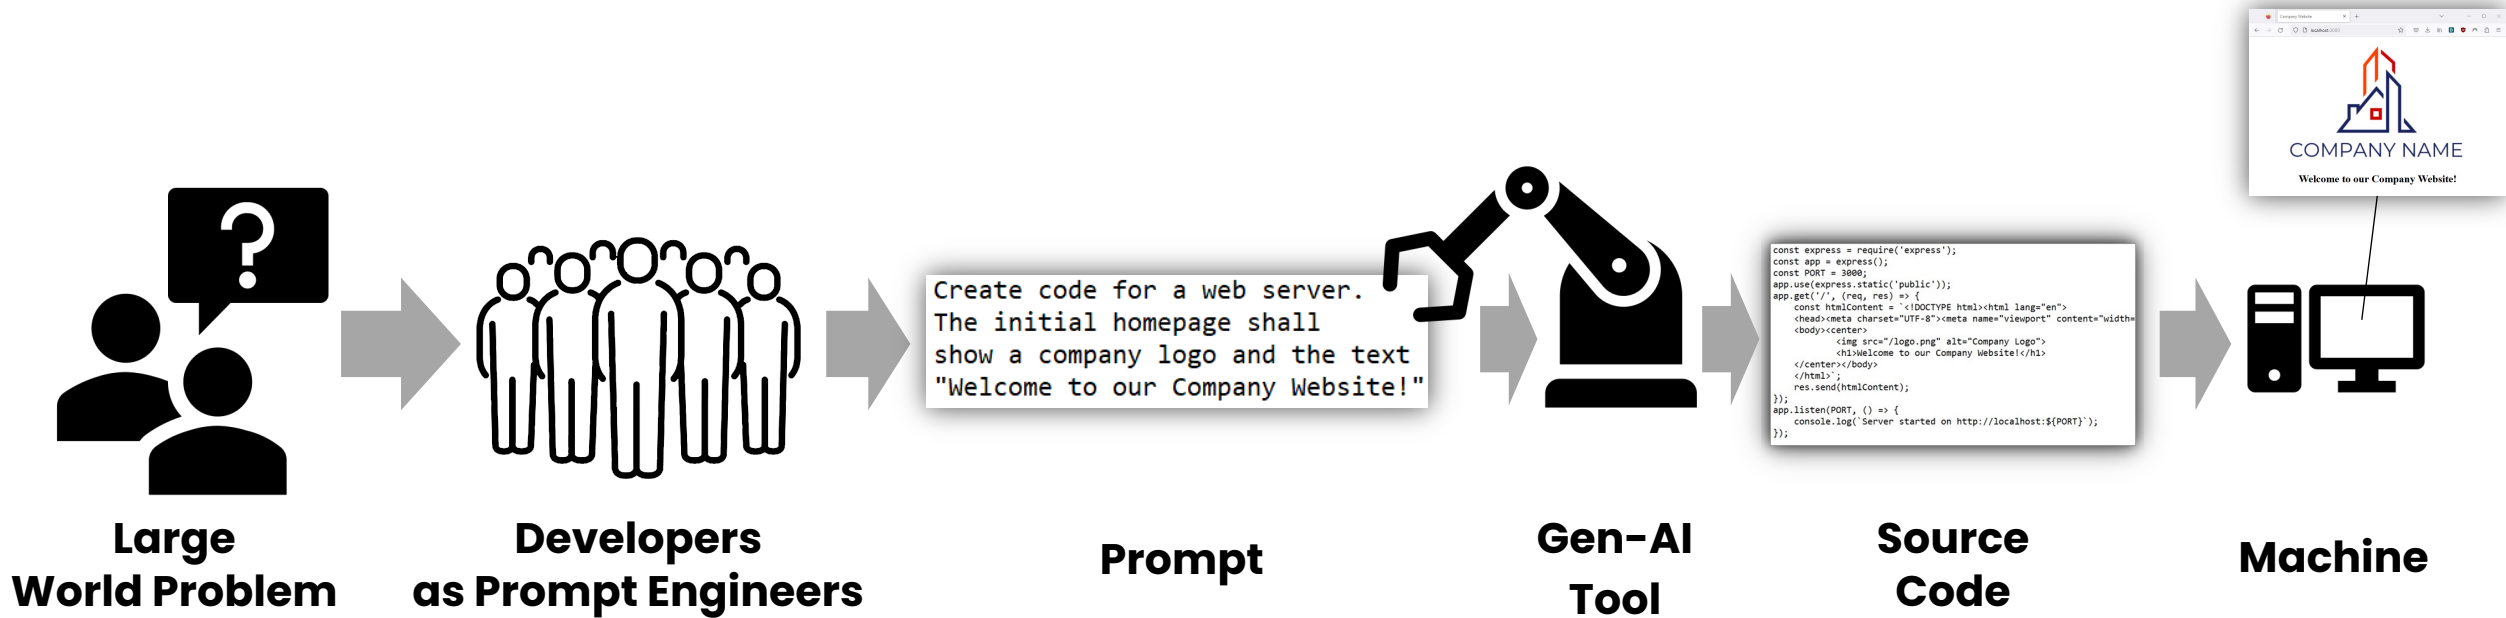 ?
Large
World Problem
Developers
as Prompt Engineers
Create code for a web server.
The initial homepage shall
show a company logo and the text
"Welcome to our Company Website!"
Prompt
Gen-AI
Tool
const express = require('express');
const app = express();
const PORT = 3000;
app.use(express.static('public'));
app.get('/', (req, res) => {
    const htmlContent = `<!DOCTYPE html><html lang="en">
    <head><meta charset="UTF-8"><meta name="viewport" content="width=
    <body><center>
            <img src="/logo.png" alt="Company Logo">
            <h1>Welcome to our Company Website!</h1>
    </center></body>
    </html>`;
    res.send(htmlContent);
});
app.listen(PORT, () => {
    console.log(`Server started on http://localhost:${PORT}`);
});
Source
Code
Company Website
localhost:3000
COMPANY NAME
Welcome to our Company Website!
Machine